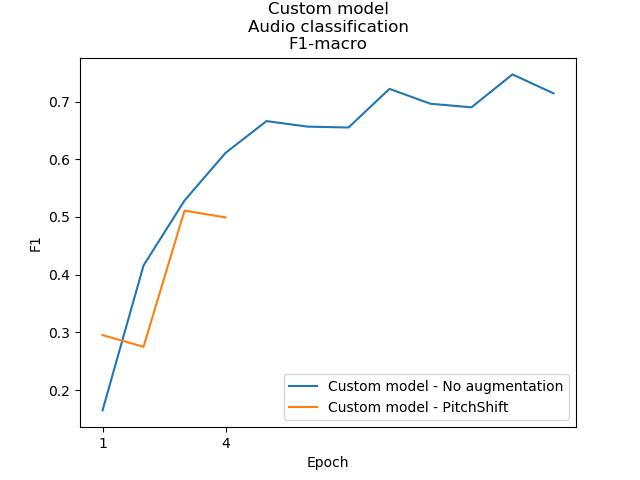 Custom model
Audio classification
F1-macro
0.7
0.6
0.5
0.4
0.3
0.2
F1
Custom model - No augmentation
Custom model - PitchShift
1 4
Epoch